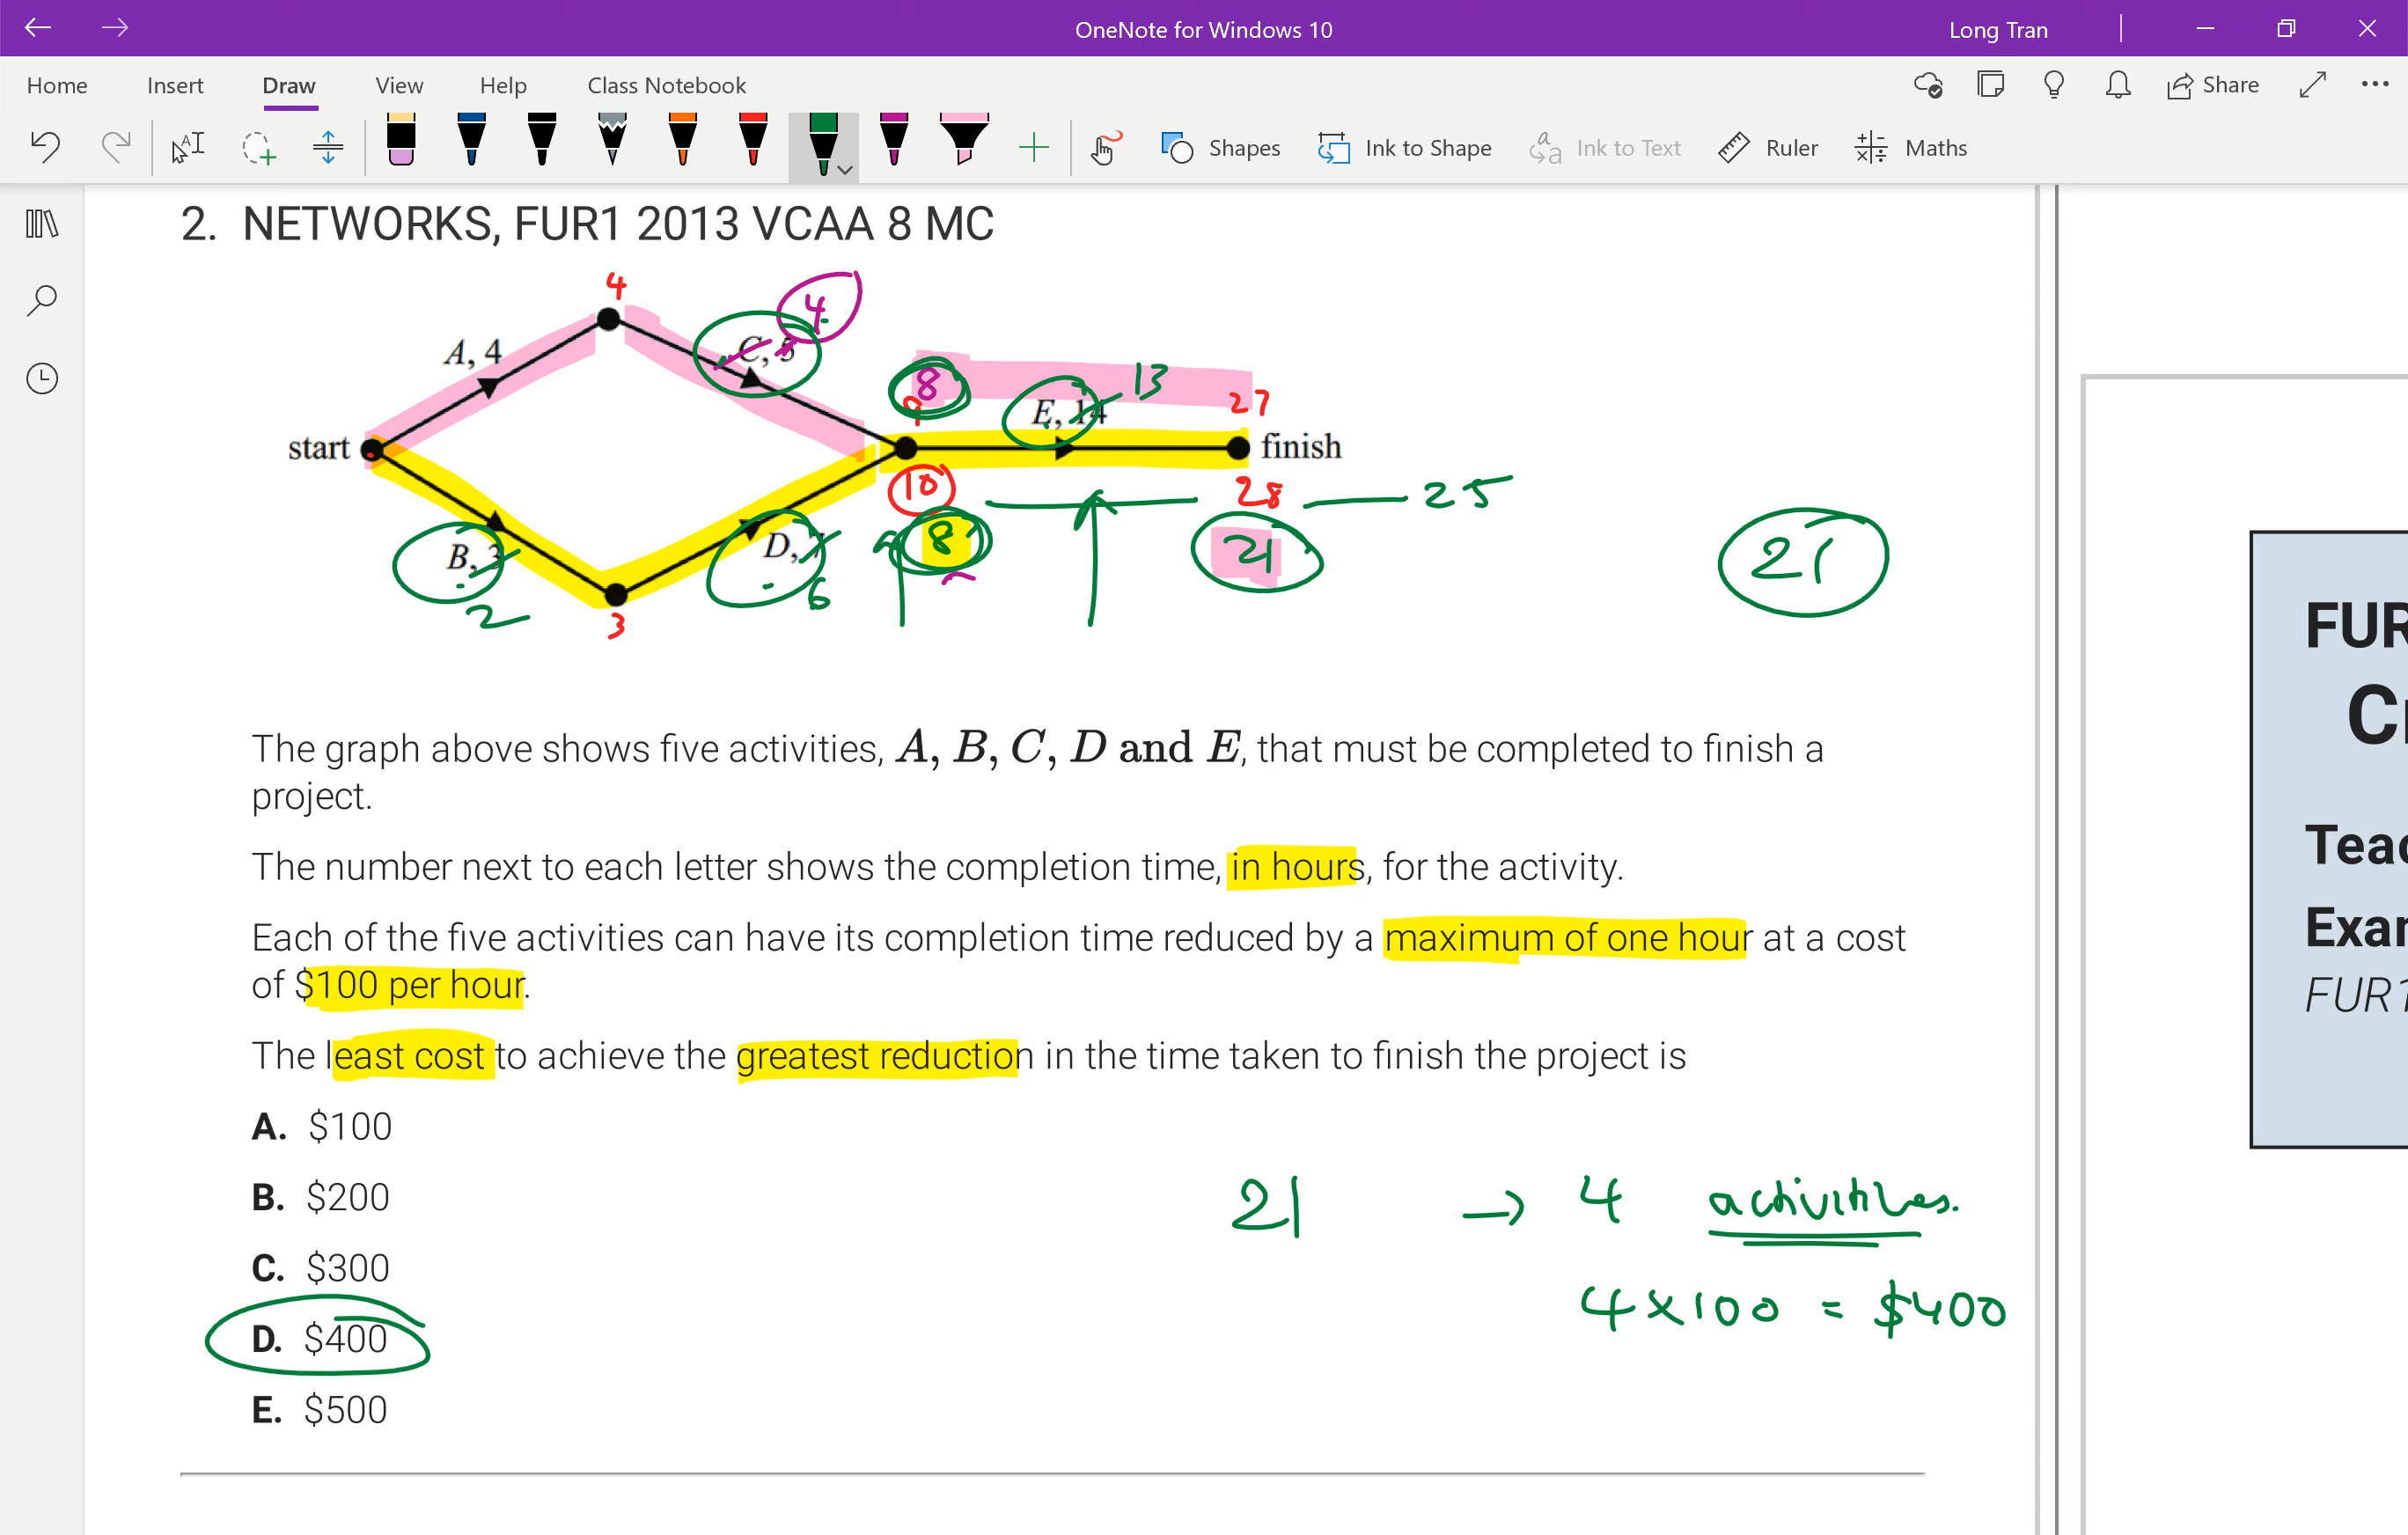 OneNote for Windows 10
Long Tran
Home Insert Draw View Help Class Notebook
Share
Shapes Ink to Shape Ink to Text Ruler Maths
2. NETWORKS, FUR1 2013 VCAA 8 MC
4
4
A, 4
C, 5
8
13
9
E, 14
27
start
finish
10
28
25
B, 3
D, 7
8
21
21
2
6
3
The graph above shows five activities, A, B, C, D and E, that must be completed to finish a
project.
The number next to each letter shows the completion time, in hours, for the activity.
Each of the five activities can have its completion time reduced by a maximum of one hour at a cost
of $100 per hour.
The least cost to achieve the greatest reduction in the time taken to finish the project is
A. $100
B. $200
C. $300
D. $400
E. $500
21 → 4 activities.
4 × 100 = $400
FUR
Teac
Exar
FUR1